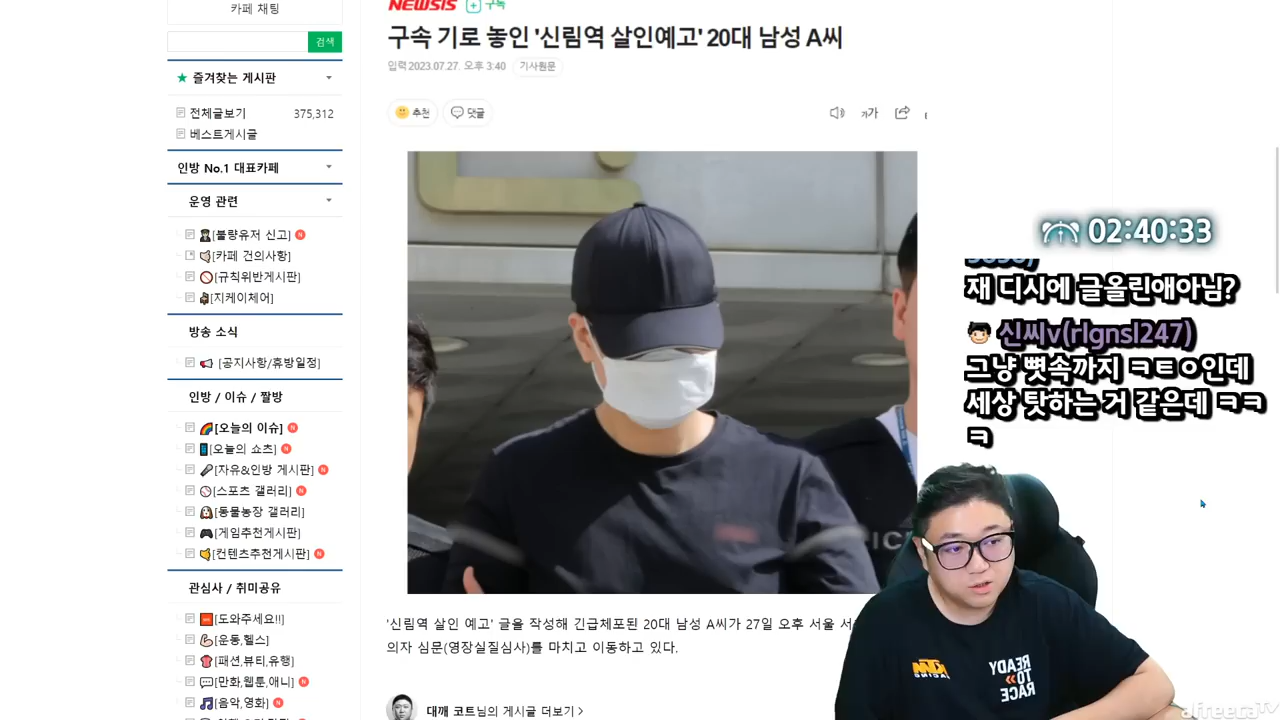 카페 채팅
검색
★ 즐겨찾는 게시판
전체글보기 375,312
베스트게시글
인방 No.1 대표카페
운영 관련
[불량유저 신고] N
[카페 건의사항]
[규칙위반게시판]
[지케이체어]
방송 소식
[공지사항/휴방일정]
인방 / 이슈 / 짤방
[오늘의 이슈] N
[오늘의 쇼츠] N
[자유&인방 게시판] N
[스포츠 갤러리] N
[동물농장 갤러리]
[게임추천게시판]
[컨텐츠추천게시판] N
관심사 / 취미공유
[도와주세요!!]
[운동,헬스]
[패션,뷰티,유행]
[만화,웹툰,애니] N
[음악,영화] N
NEWSIS 구독
구속 기로 놓인 '신림역 살인예고' 20대 남성 A씨
입력 2023.07.27. 오후 3:40 기사원문
추천 댓글
가가
'신림역 살인 예고' 글을 작성해 긴급체포된 20대 남성 A씨가 27일 오후 서울 서
의자 심문(영장실질심사)를 마치고 이동하고 있다.
대깨 코트님의 게시글 더보기 >
02:40:33
재 디시에 글올린애아님?
신씨v(rlgnsl247)
그냥 뼛속까지 ㅋㅌㅇ인데
세상 탓하는 거 같은데 ㅋㅋ
ㅋ
READY
TO
RACE
afreecaTV